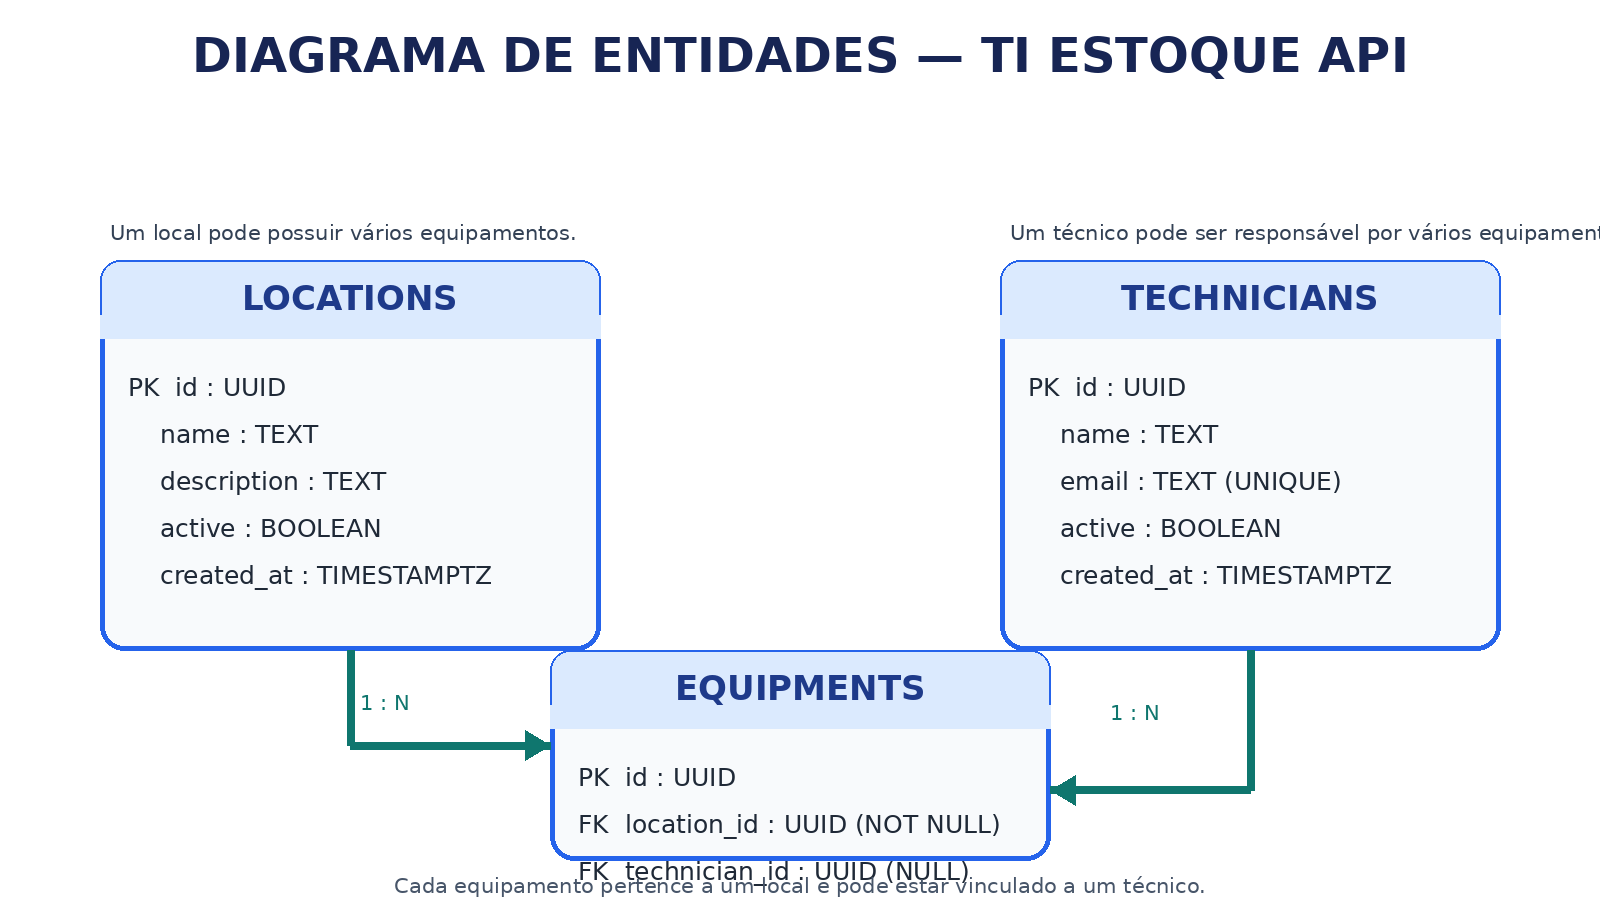 DIAGRAMA DE ENTIDADES — TI ESTOQUE API
Um local pode possuir vários equipamentos.
LOCATIONS
PK id : UUID
name : TEXT
description : TEXT
active : BOOLEAN
created_at : TIMESTAMPTZ
Um técnico pode ser responsável por vários equipament
TECHNICIANS
PK id : UUID
name : TEXT
email : TEXT (UNIQUE)
active : BOOLEAN
created_at : TIMESTAMPTZ
1 : N
1 : N
EQUIPMENTS
PK id : UUID
FK location_id : UUID (NOT NULL)
FK technician_id : UUID (NULL)
Cada equipamento pertence a um local e pode estar vinculado a um técnico.